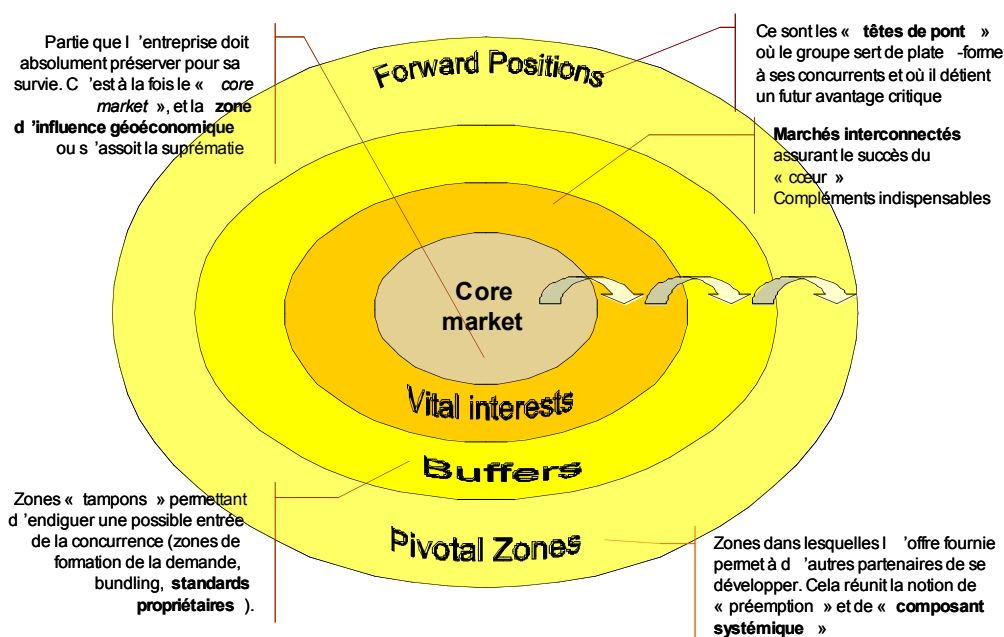 Partie que l ’entreprise doit
absolument préserver pour sa
survie. C ’est à la fois le « core
market », et la zone
d ’influence géoéconomique
ou s ’assoit la suprématie
Ce sont les « têtes de pont »
où le groupe sert de plate -forme
à ses concurrents et où il détient
un futur avantage critique
Marchés interconnectés
assurant le succès du
« cœur »
Compléments indispensables
Forward Positions
Core
market
Vital interests
Buffers
Pivotal Zones
Zones « tampons » permettant
d ’endiguer une possible entrée
de la concurrence (zones de
formation de la demande,
bundling, standards
propriétaires ).
Zones dans lesquelles l ’offre fournie
permet à d ’autres partenaires de se
développer. Cela réunit la notion de
« préemption » et de « composant
systémique »